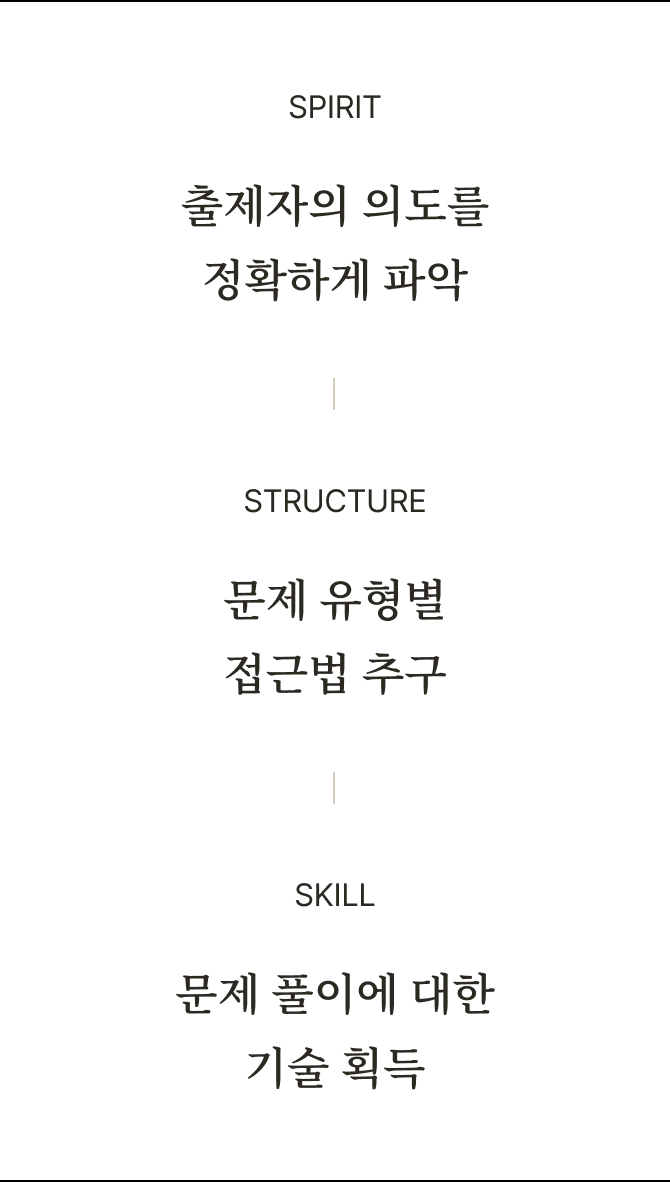 SPIRIT
출제자의 의도를
정확하게 파악
STRUCTURE
문제 유형별
접근법 추구
SKILL
문제 풀이에 대한
기술 획득